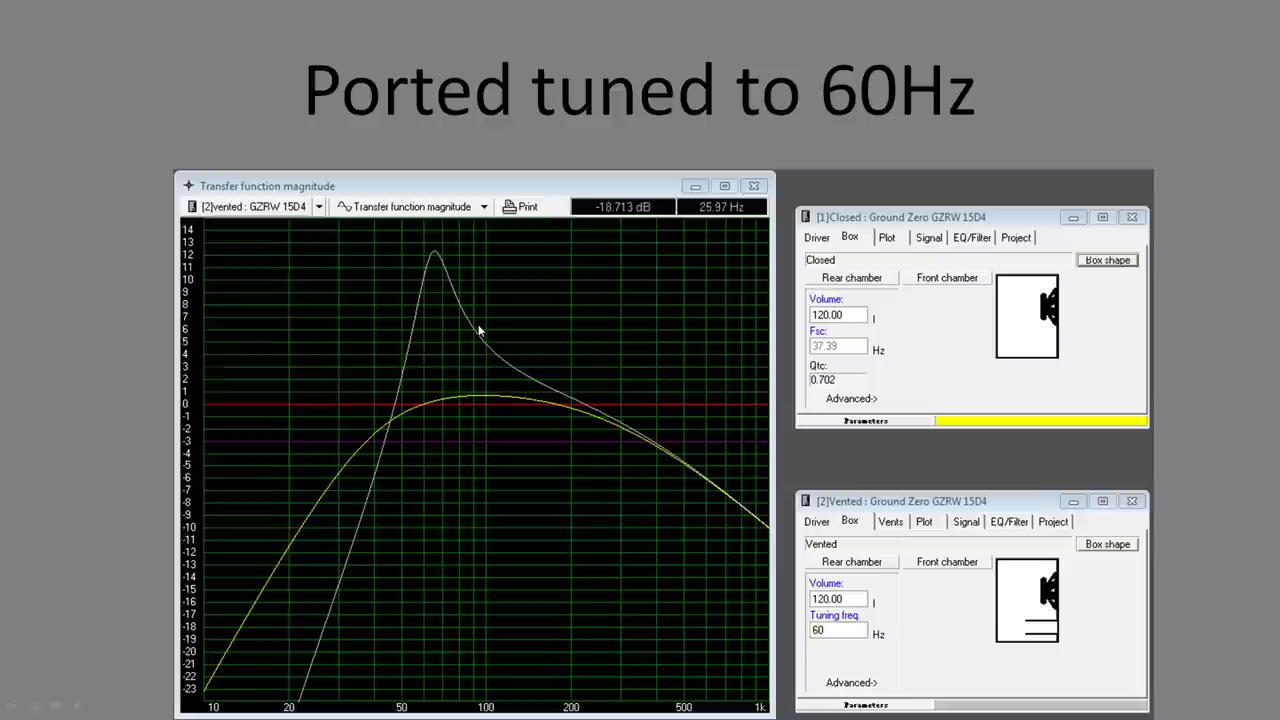 Ported tuned to 60Hz
Transfer function magnitude
[2]vented : GZRW 15D4
Transfer function magnitude
Print
-18.713 dB
25.97 Hz
14
13
12
11
10
9
8
7
6
5
4
3
2
1
0
-1
-2
-3
-4
-5
-6
-7
-8
-9
-10
-11
-12
-13
-14
-15
-16
-17
-18
-19
-20
-21
-22
-23
10 20 50 100 200 500 1k
[1]Closed : Ground Zero GZRW 15D4
Driver Box Plot Signal EQ/Filter Project
Closed
Box shape
Rear chamber Front chamber
Volume:
120.00 l
Fsc:
37.39 Hz
Qtc:
0.702
Advanced->
Parameters
[2]Vented : Ground Zero GZRW 15D4
Driver Box Vents Plot Signal EQ/Filter Project
Vented
Box shape
Rear chamber Front chamber
Volume:
120.00 l
Tuning freq.
60 Hz
Advanced->
Parameters